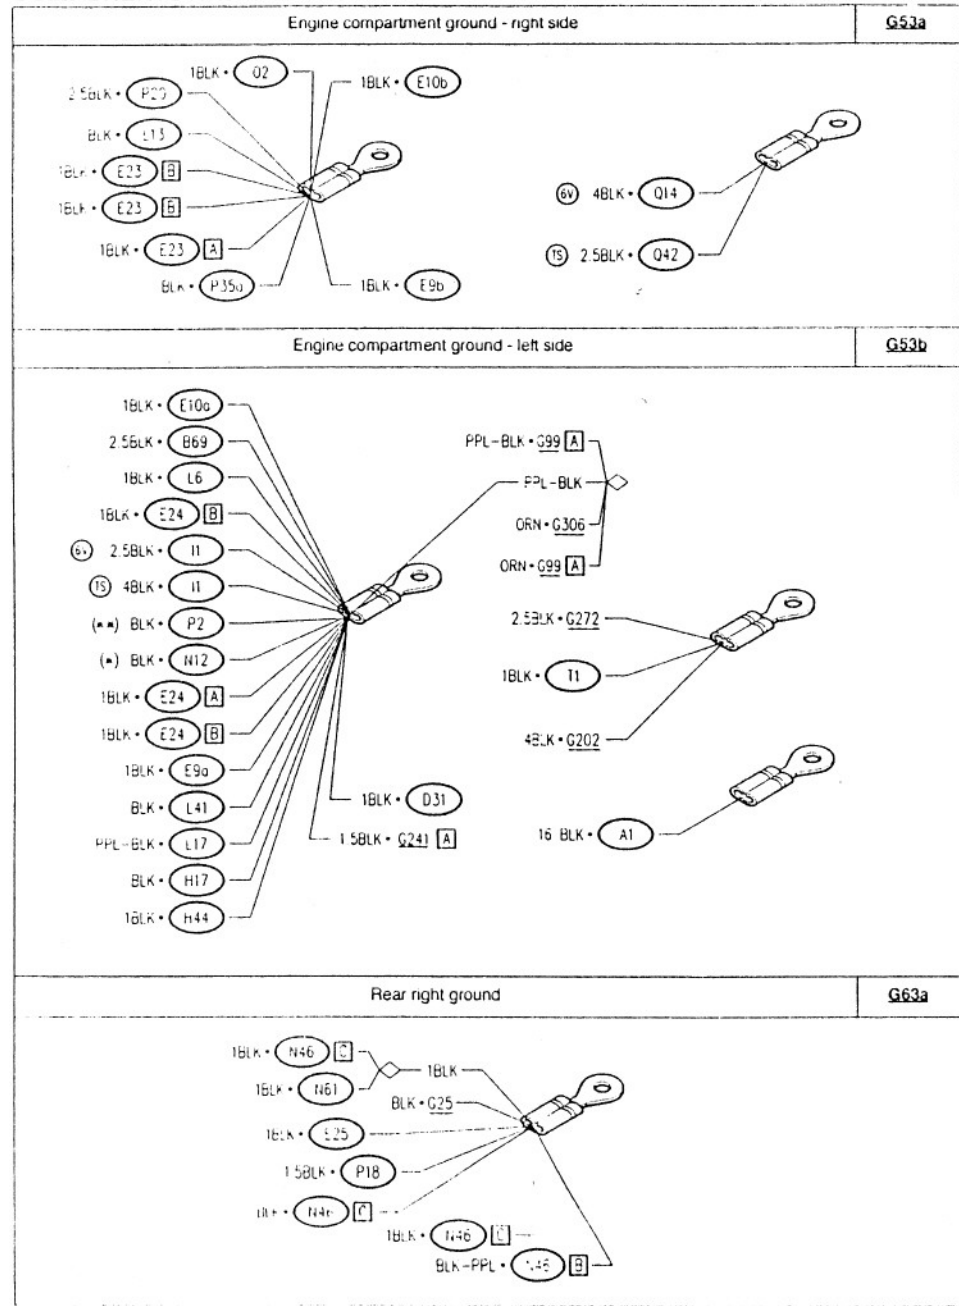 Engine compartment ground - right side G53a
1BLK • O2
1BLK • E10b
2.5BLK • P20
BLK • L13
1BLK • E23 B
1BLK • E23 B
1BLK • E23 A
BLK • P35a
1BLK • E9b
6V 4BLK • Q14
TS 2.5BLK • Q42
Engine compartment ground - left side G53b
1BLK • E10a
2.5BLK • B69
1BLK • L6
1BLK • E24 B
6V 2.5BLK • I1
TS 4BLK • I1
(**) BLK • P2
(*) BLK • N12
1BLK • E24 A
1BLK • E24 B
1BLK • E9a
BLK • L41
PPL-BLK • L17
BLK • H17
1BLK • H44
1BLK • D31
1.5BLK • G241 A
PPL-BLK • G99 A
PPL-BLK
ORN • G306
ORN • G99 A
2.5BLK • G272
1BLK • T1
4BLK • G202
16 BLK • A1
Rear right ground G63a
1BLK • N46 C
1BLK • N61
1BLK
BLK • G25
1BLK • E25
1.5BLK • P18
BLK • N46 C
1BLK • N46 C
BLK-PPL • N46 B